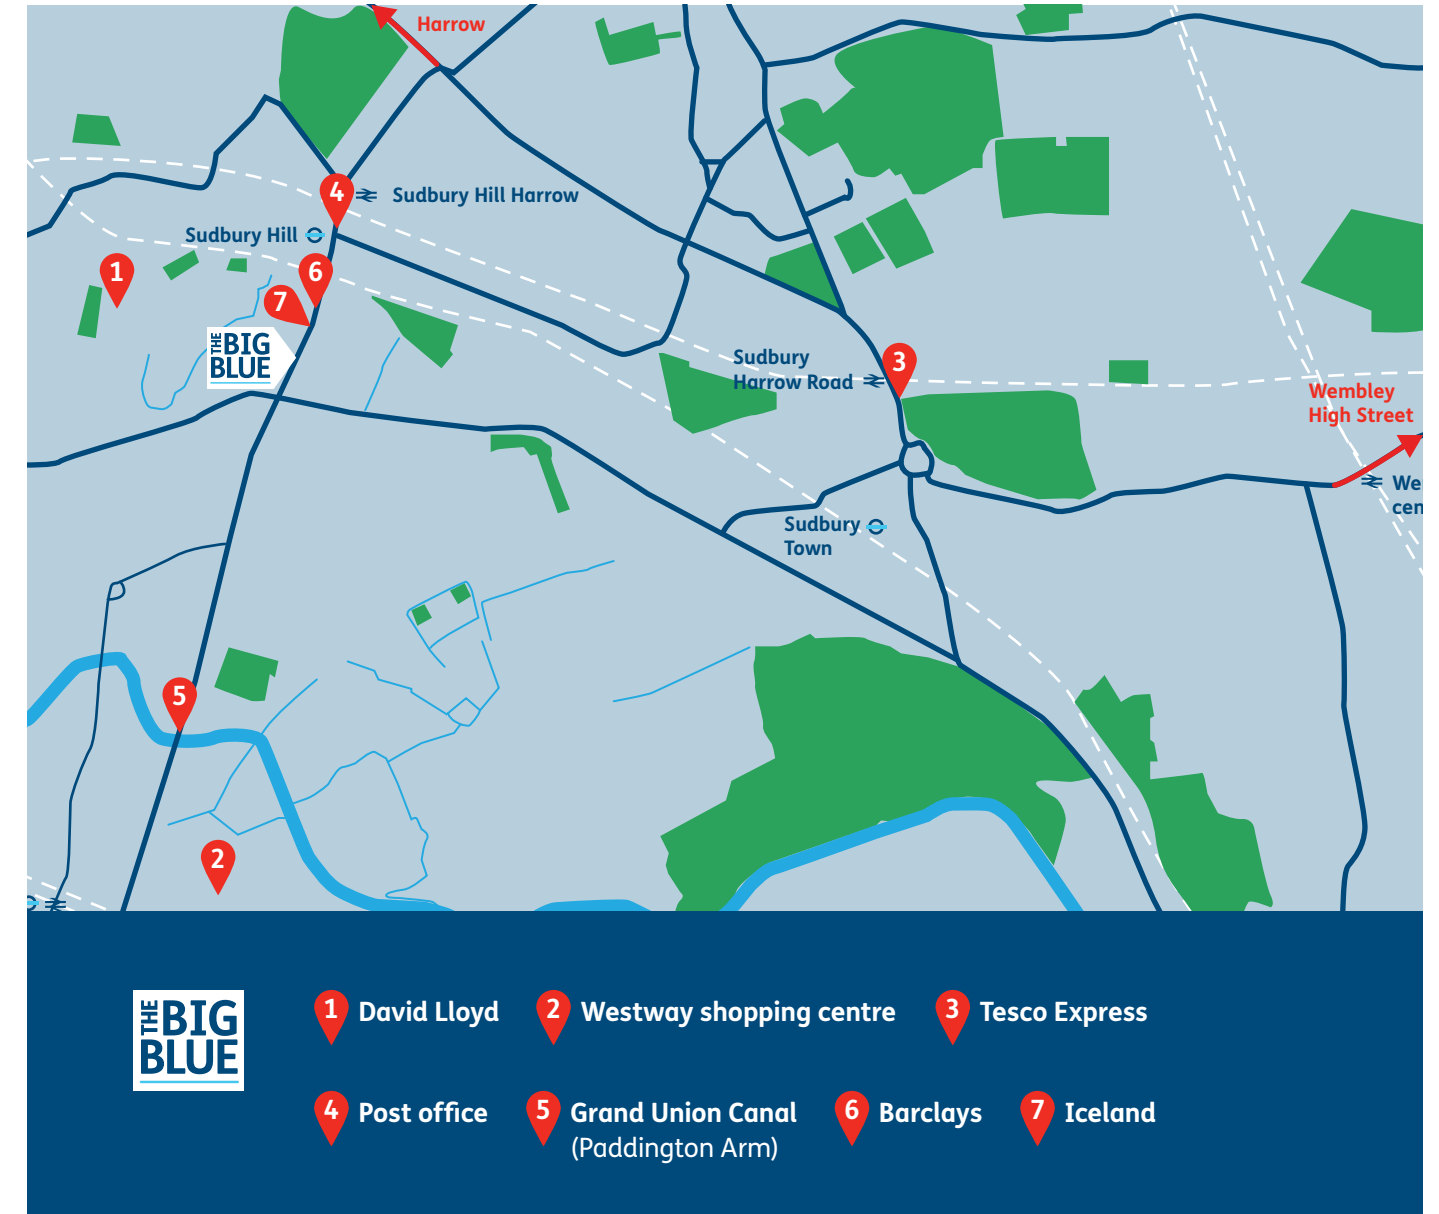 Harrow
4
Sudbury Hill Harrow
Sudbury Hill
1
6
7
THE
BIG
BLUE
Sudbury
Harrow Road
3
Wembley
High Street
We
cen
Sudbury
Town
5
2
THE
BIG
BLUE
1 David Lloyd
2 Westway shopping centre
3 Tesco Express
4 Post office
5 Grand Union Canal
(Paddington Arm)
6 Barclays
7 Iceland